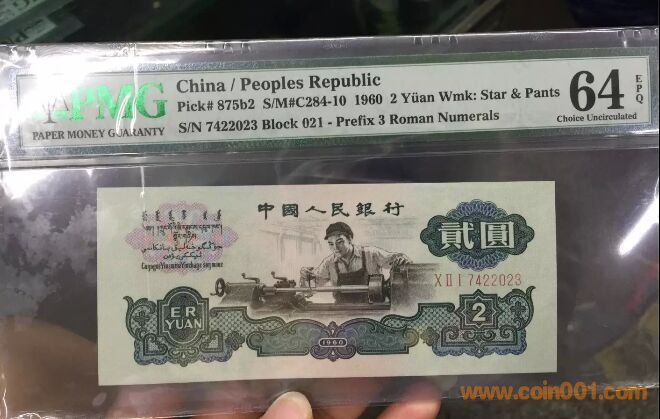 PMG
PAPER MONEY GUARANTY
China / Peoples Republic
Pick# 875b2 S/M#C284-10 1960 2 Yüan Wmk: Star & Pants
S/N 7422023 Block 021 - Prefix 3 Roman Numerals
64
EPQ
Choice Uncirculated
中國人民銀行
貳圓
XII I 7422023
ER
YUAN
2
1960
www.coin001.com